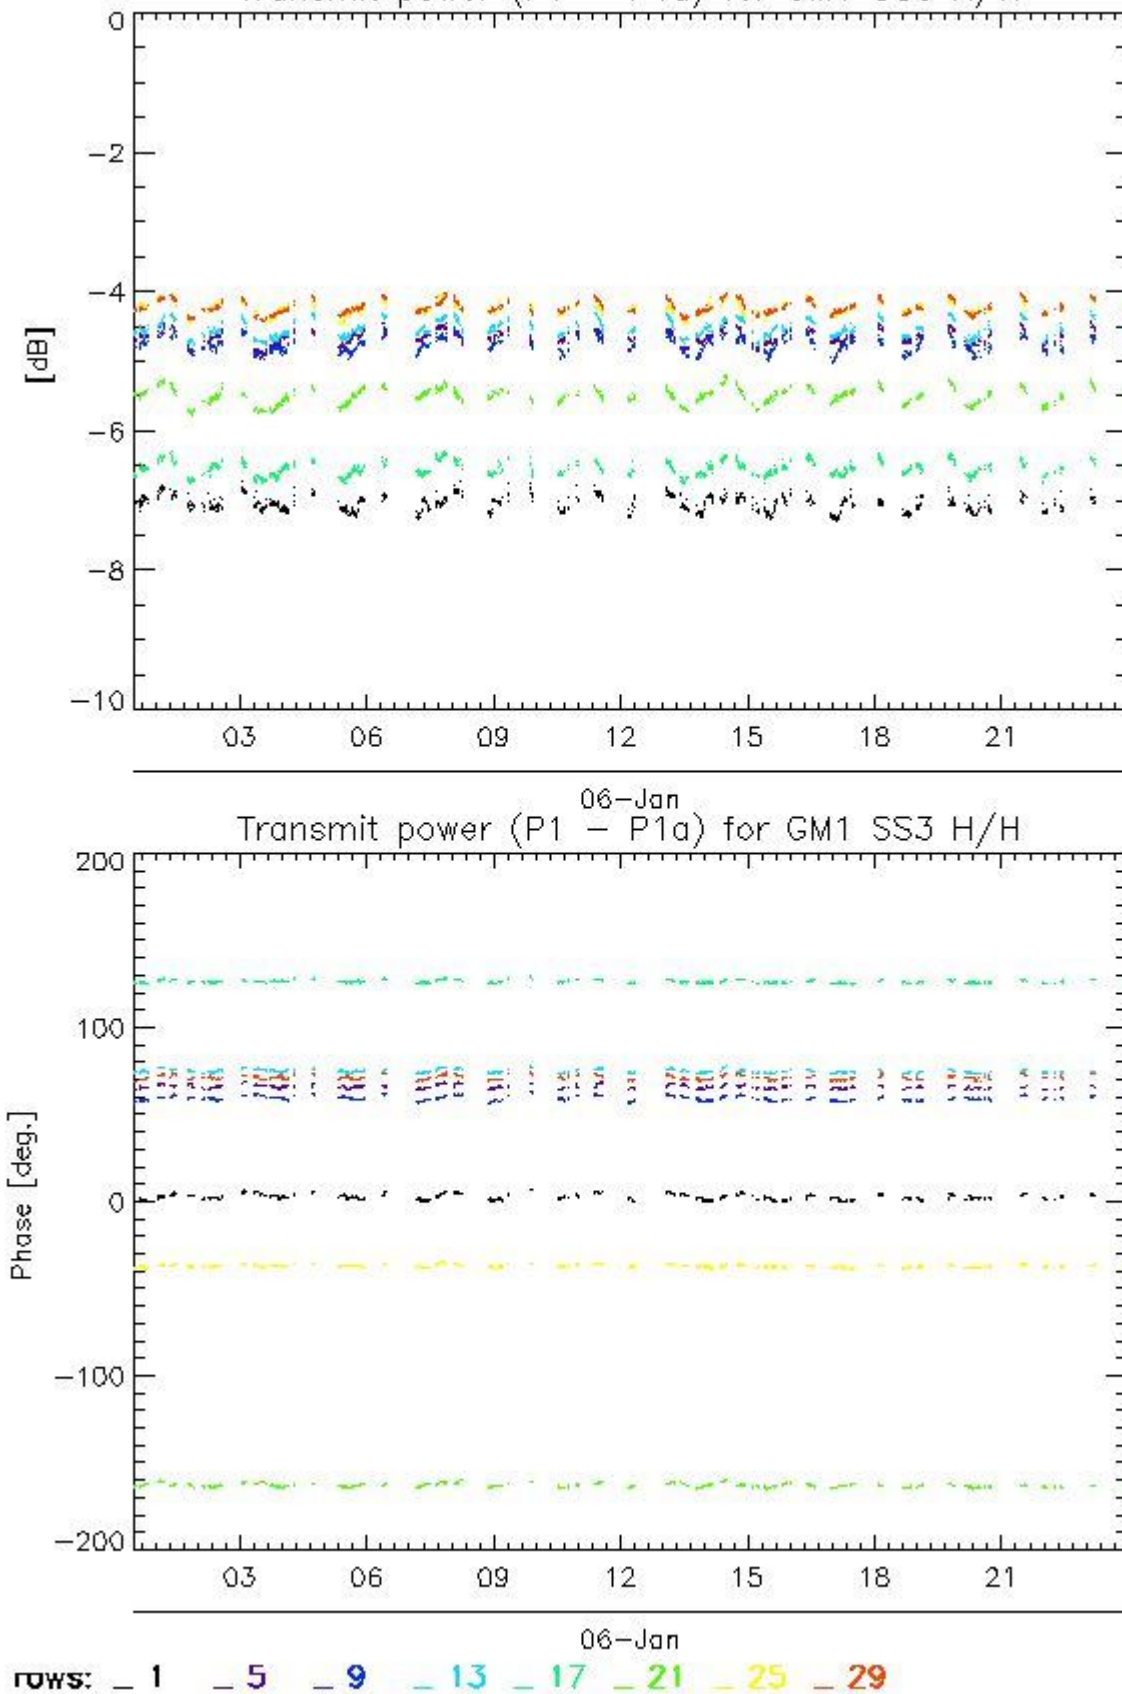 0
−2
−4
−6
−8
−10
[dB]
03 06 09 12 15 18 21
06−Jan
Transmit power (P1 − P1a) for GM1 SS3 H/H
200
100
0
−100
−200
Phase [deg.]
03 06 09 12 15 18 21
06−Jan
rows: _ 1 _ 5 _ 9 _ 13 _ 17 _ 21 _ 25 _ 29